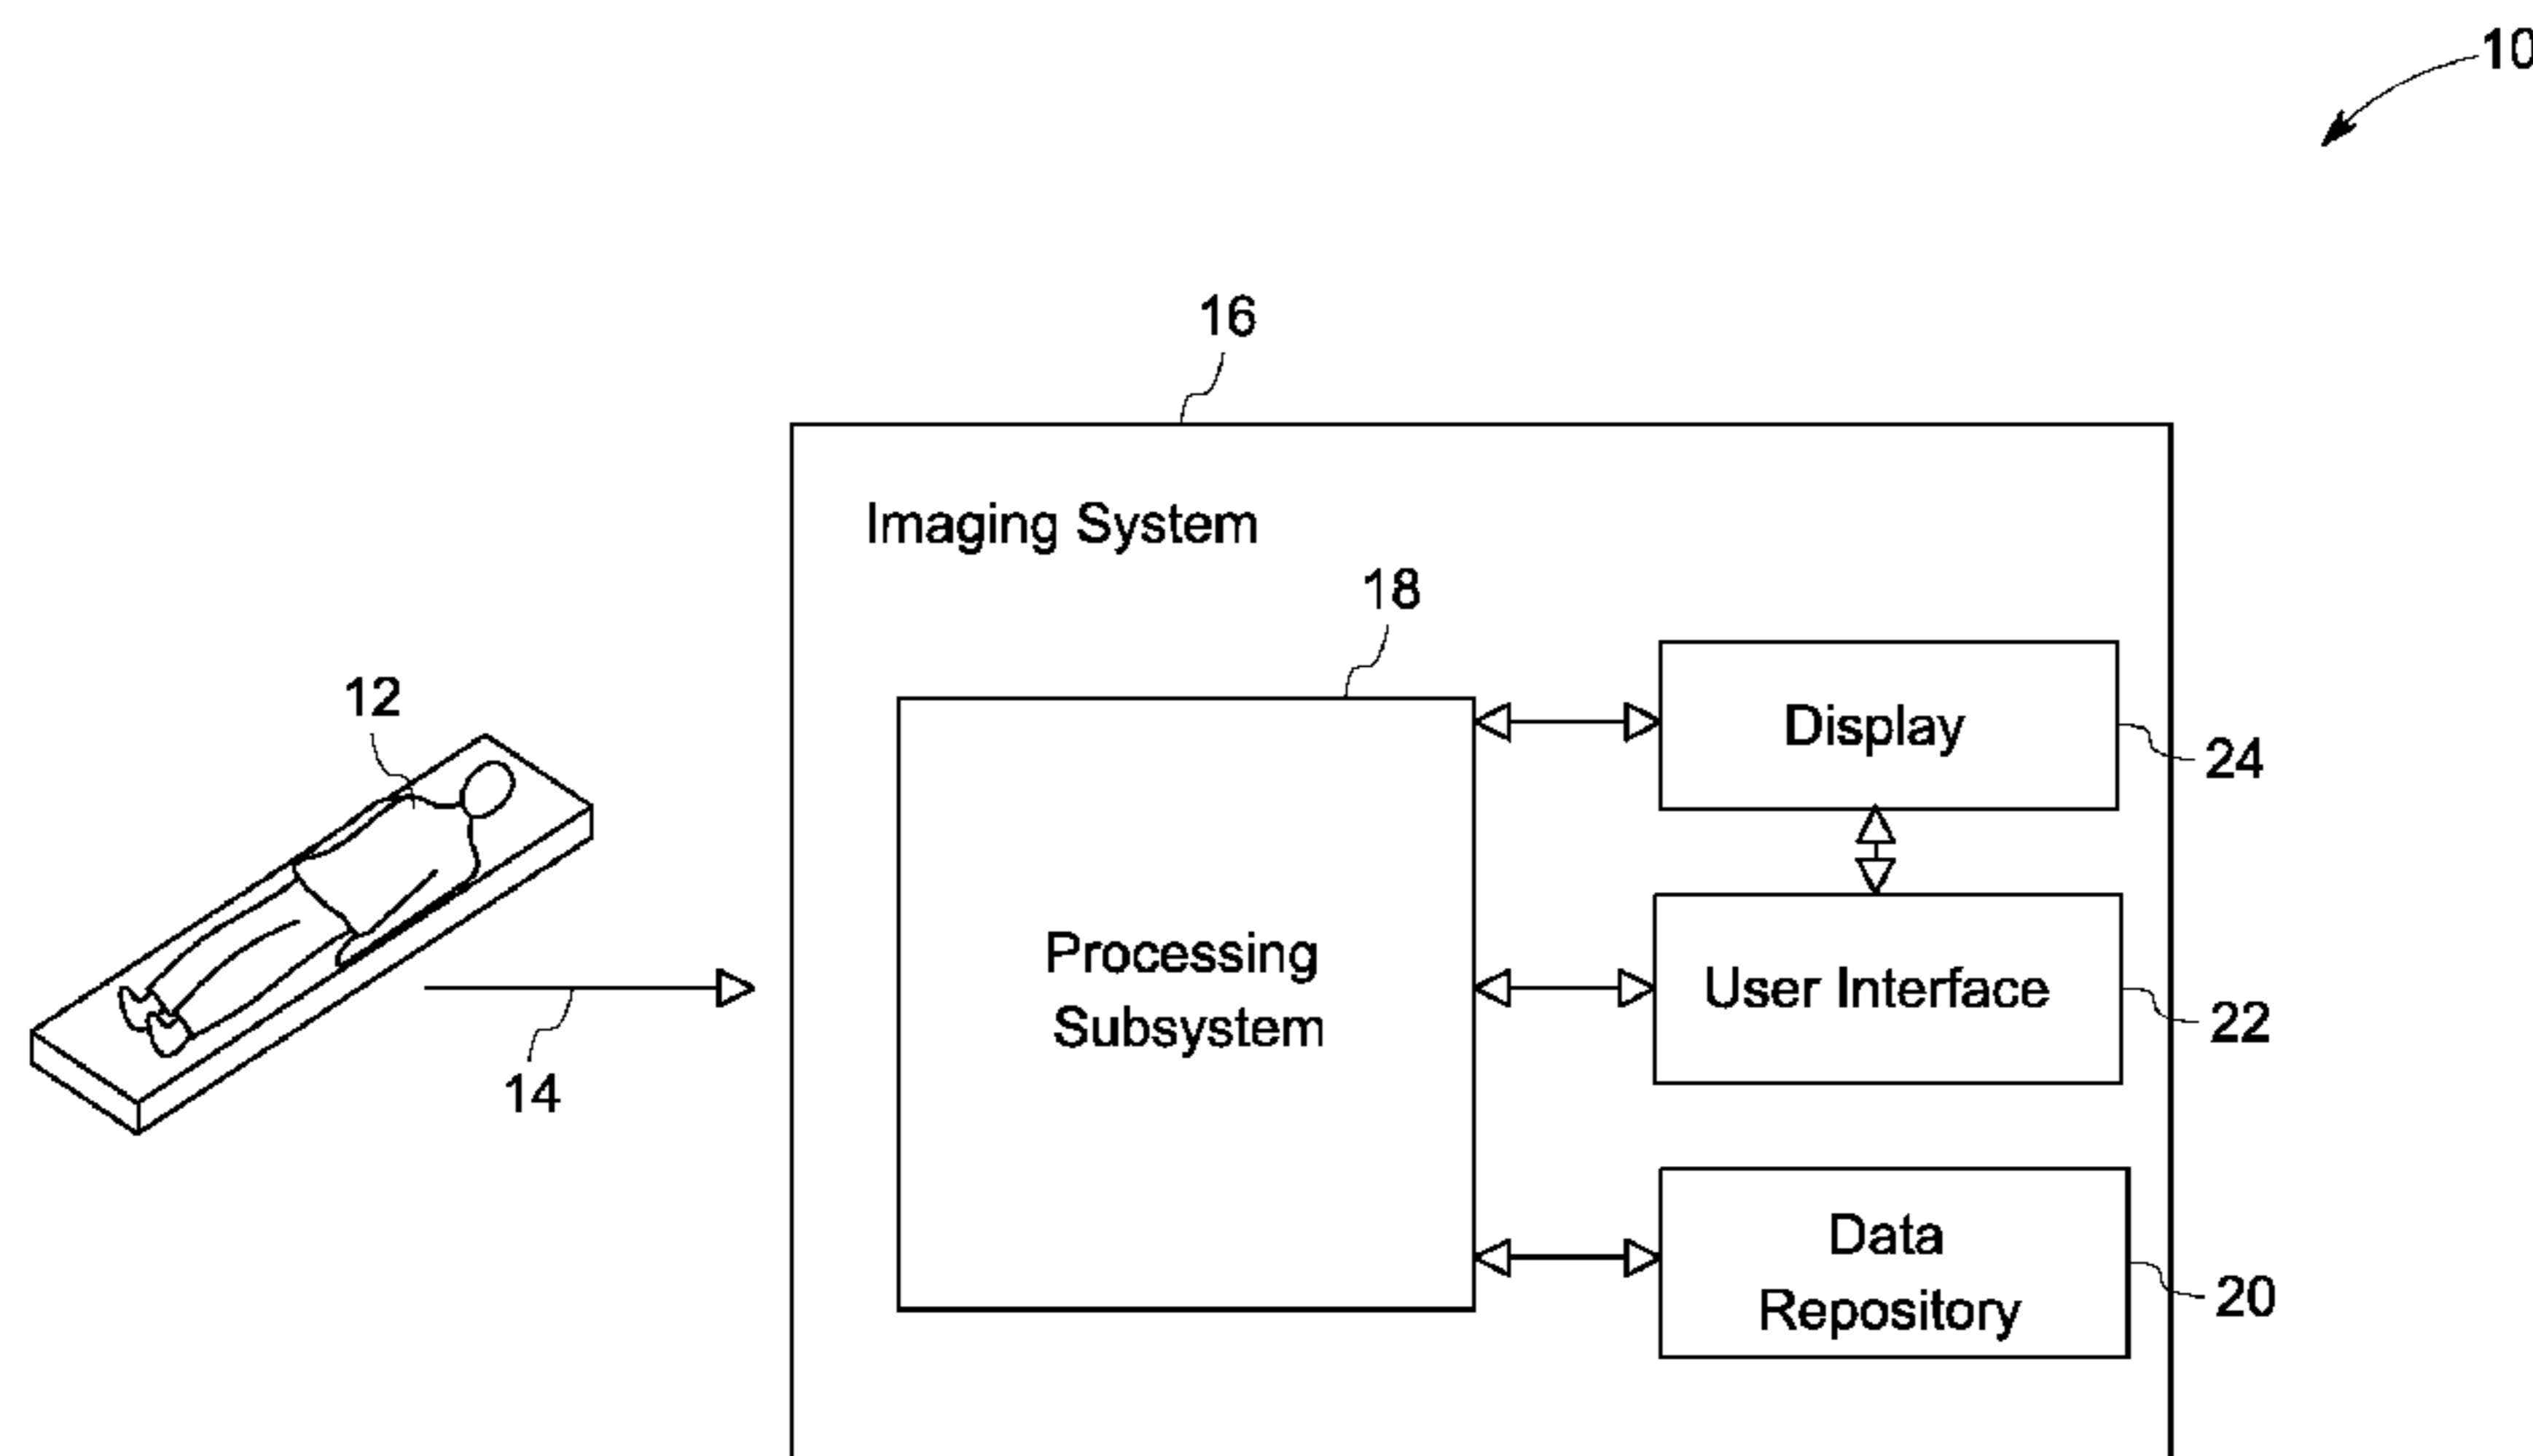 10
16
Imaging System
18
12
Display
24
Processing
Subsystem
User Interface
22
14
Data
Repository
20